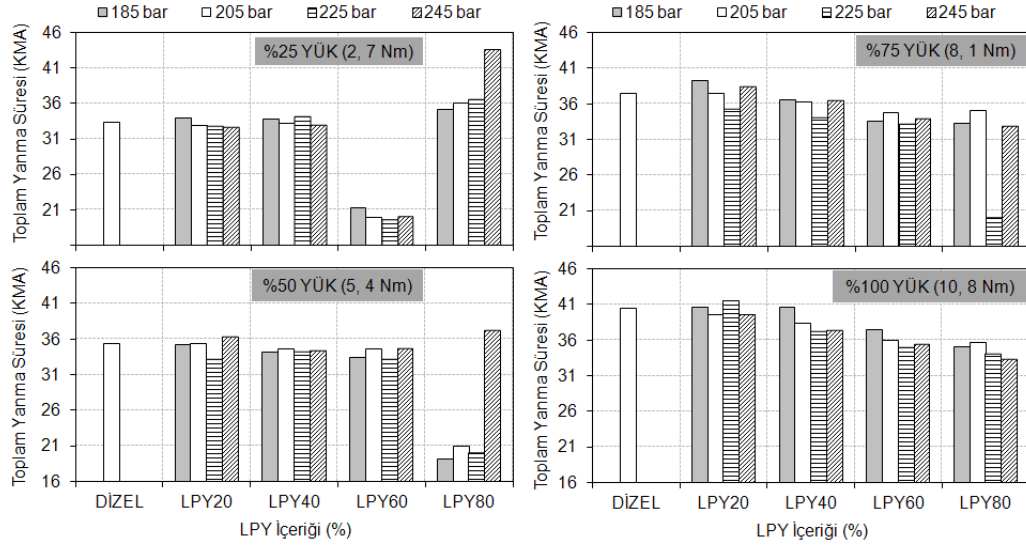 185 bar 205 bar 225 bar 245 bar
185 bar 205 bar 225 bar 245 bar
Toplam Yanma Süresi (KMA)
46
41
36
31
26
21
%25 YÜK (2, 7 Nm)
Toplam Yanma Süresi (KMA)
46
41
36
31
26
21
%75 YÜK (8, 1 Nm)
Toplam Yanma Süresi (KMA)
46
41
36
31
26
21
16
%50 YÜK (5, 4 Nm)
DİZEL LPY20 LPY40 LPY60 LPY80
LPY İçeriği (%)
Toplam Yanma Süresi (KMA)
46
41
36
31
26
21
16
%100 YÜK (10, 8 Nm)
DİZEL LPY20 LPY40 LPY60 LPY80
LPY İçeriği (%)